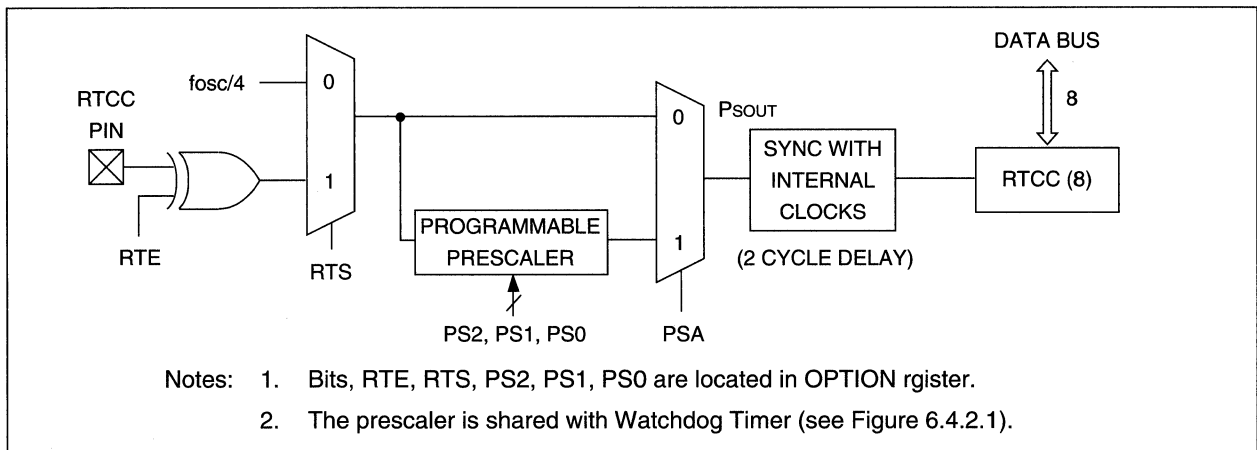 DATA BUS
8
fosc/4
0
RTCC
PIN
1
RTE
RTS
PROGRAMMABLE
PRESCALER
PS2, PS1, PS0
0
1
PSA
PSOUT
SYNC WITH
INTERNAL
CLOCKS
(2 CYCLE DELAY)
RTCC (8)
Notes: 1. Bits, RTE, RTS, PS2, PS1, PS0 are located in OPTION rgister.
2. The prescaler is shared with Watchdog Timer (see Figure 6.4.2.1).